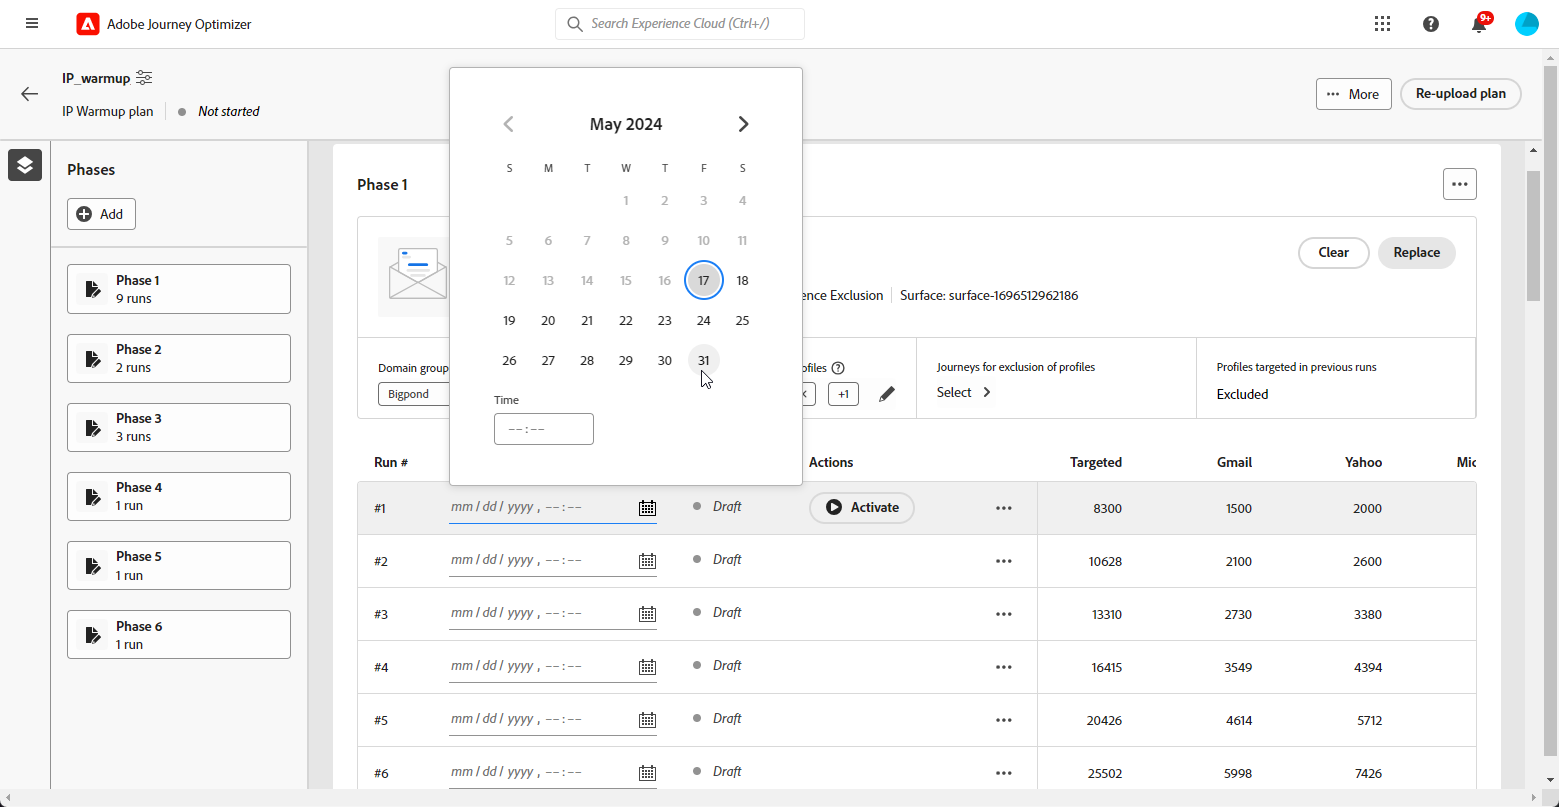 Adobe Journey Optimizer
Search Experience Cloud (Ctrl+/)
9+
IP_warmup
IP Warmup plan
Not started
More
Re-upload plan
Phases
Add
Phase 1
9 runs
Phase 2
2 runs
Phase 3
3 runs
Phase 4
1 run
Phase 5
1 run
Phase 6
1 run
May 2024
S M T W T F S
1 2 3 4
5 6 7 8 9 10 11
12 13 14 15 16 17 18
19 20 21 22 23 24 25
26 27 28 29 30 31
Time
--:--
Phase 1
Clear
Replace
ence Exclusion
Surface: surface-1696512962186
Domain group
Bigpond
ofiles
+1
Journeys for exclusion of profiles
Select
Profiles targeted in previous runs
Excluded
Run # Actions Targeted Gmail Yahoo Mic
#1 mm / dd / yyyy , --:-- Draft Activate 8300 1500 2000
#2 mm / dd / yyyy , --:-- Draft 10628 2100 2600
#3 mm / dd / yyyy , --:-- Draft 13310 2730 3380
#4 mm / dd / yyyy , --:-- Draft 16415 3549 4394
#5 mm / dd / yyyy , --:-- Draft 20426 4614 5712
#6 mm / dd / yyyy , --:-- Draft 25502 5998 7426